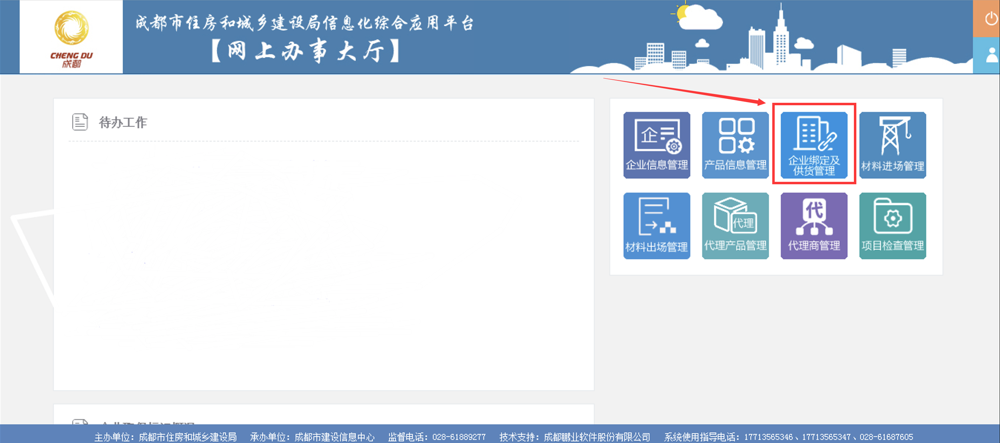 CHENG DU
成都
成都市住房和城乡建设局信息化综合应用平台
【网上办事大厅】
待办工作
企
企业信息管理
产品信息管理
企业绑定及
供货管理
材料进场管理
材料出场管理
代理
代理产品管理
代
代理商管理
项目检查管理
主办单位：成都市住房和城乡建设局 承办单位：成都市建设信息中心 监督电话：028-61889277 技术支持：成都鹏业软件股份有限公司 系统使用指导电话：17713565346、17713565347、028-61687605